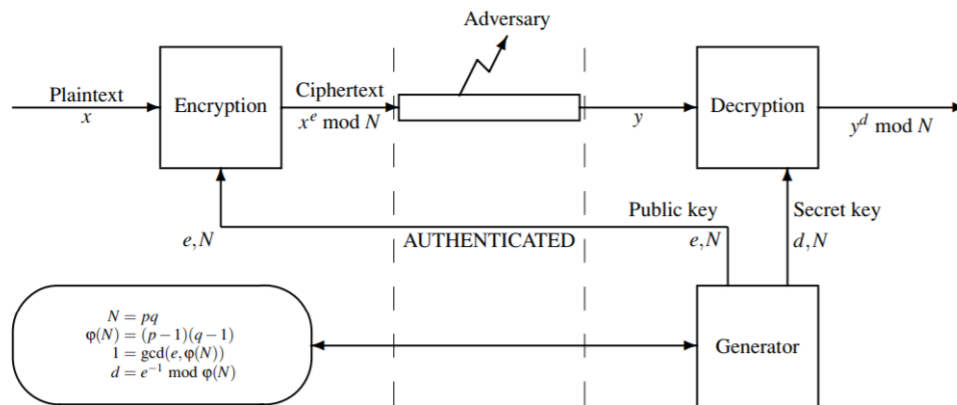 Adversary
Plaintext
x
Encryption
Ciphertext
x^e mod N
y
Decryption
y^d mod N
Public key
e,N
Secret key
d,N
e,N
AUTHENTICATED
N = pq
φ(N) = (p−1)(q−1)
1 = gcd(e,φ(N))
d = e^−1 mod φ(N)
Generator